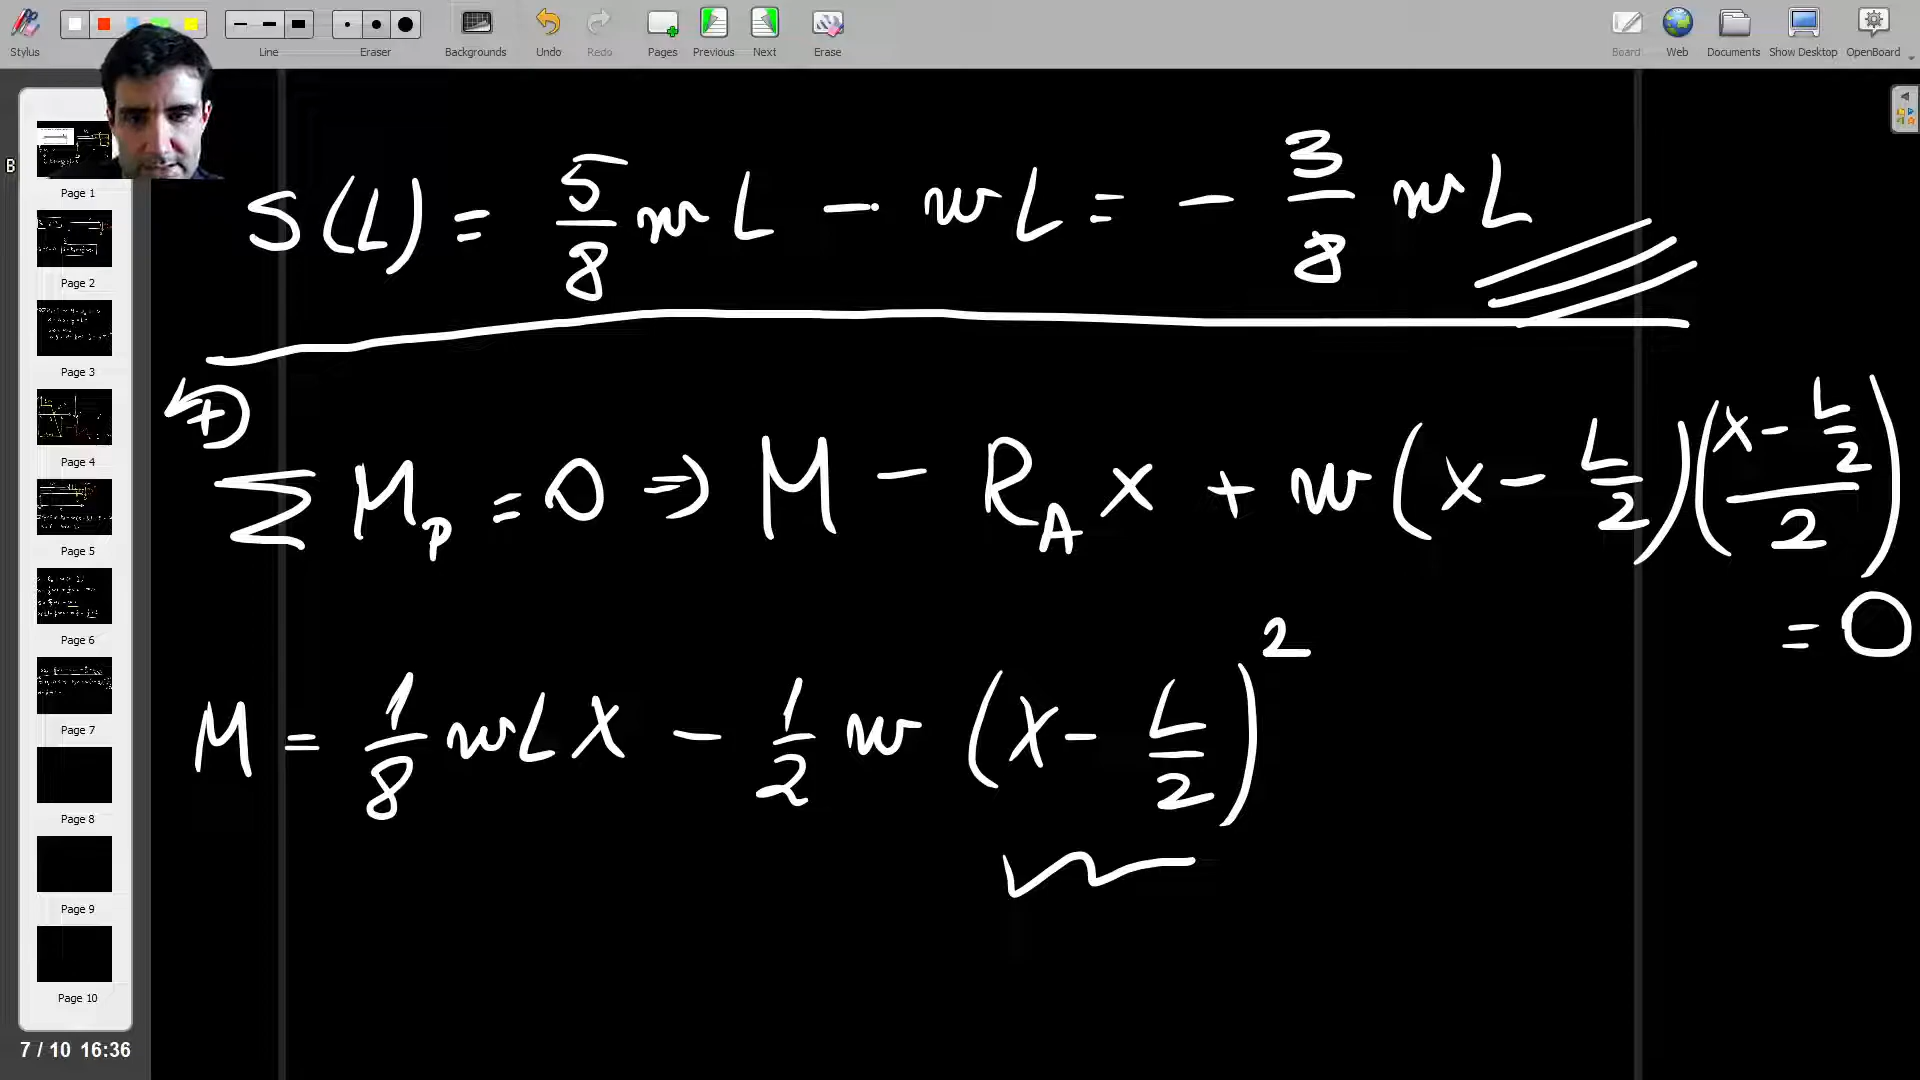 Stylus
Line
Eraser
Backgrounds
Undo
Redo
Pages
Previous
Next
Erase
Board
Web
Documents
Show Desktop
OpenBoard
B
Page 1
Page 2
Page 3
Page 4
Page 5
Page 6
Page 7
Page 8
Page 9
Page 10
7 / 10 16:36
S(L) = 5/8 wL - wL = - 3/8 wL
+
Σ M_P = 0 ⇒ M - R_A x + w(x - L/2)((x - L/2)/2)
= 0
M = 1/8 wLx - 1/2 w (x - L/2)^2